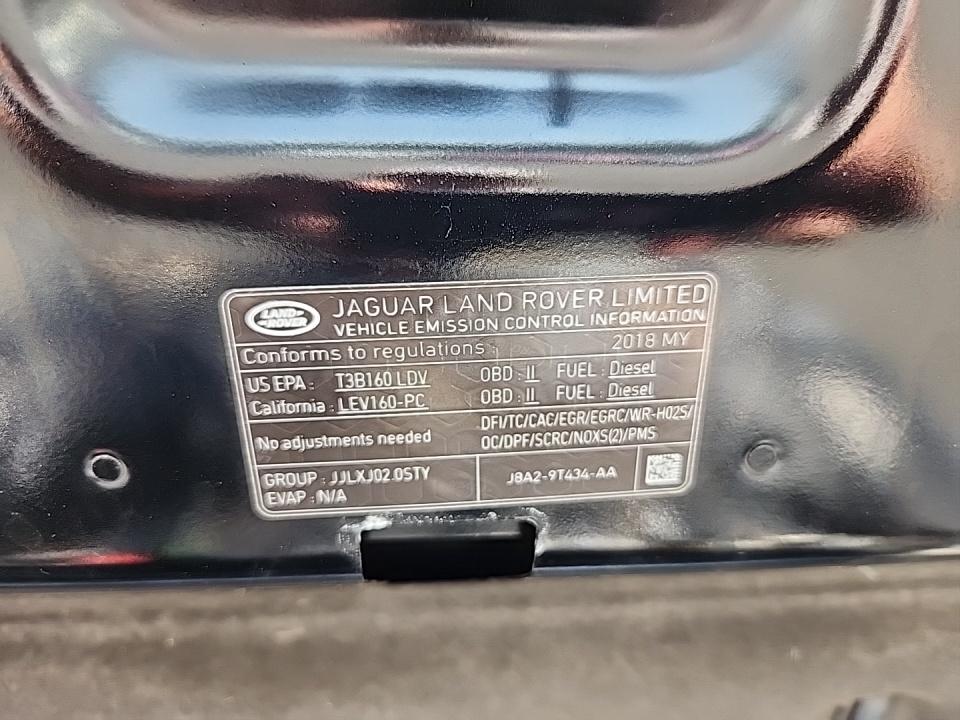 LAND ROVER
JAGUAR LAND ROVER LIMITED
VEHICLE EMISSION CONTROL INFORMATION
Conforms to regulations : 2018 MY
US EPA : T3B160 LDV OBD : II FUEL : Diesel
California : LEV160-PC OBD : II FUEL : Diesel
No adjustments needed
DFI/TC/CAC/EGR/EGRC/WR-HO2S/
OC/DPF/SCRC/NOXS(2)/PMS
GROUP : JJLXJ02.0STY
EVAP : N/A
J8A2-9T434-AA